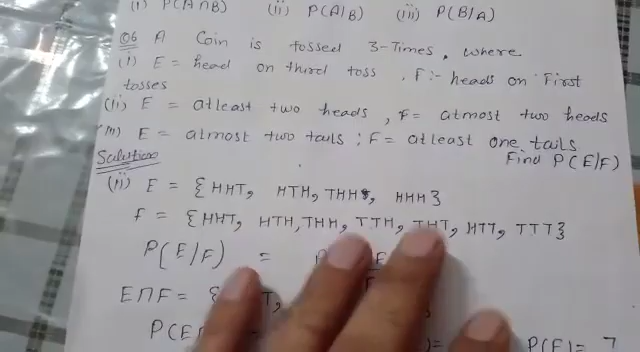 (i) P(A∩B) (ii) P(A/B) (iii) P(B/A)
Q6 A Coin is tossed 3-Times, where
(i) E = head on third toss, F:- heads on First
tosses
(ii) E = atleast two heads, F= atmost two heads
(iii) E = atmost two tails; F= atleast one tails
Find P(E/F)
Solution
(ii) E = {HHT, HTH, THH, HHH}
F = {HHT, HTH, THH, TTH, THT, HTT, TTT}
P(E/F) =
E∩F = {
P(E
P(F)= 7